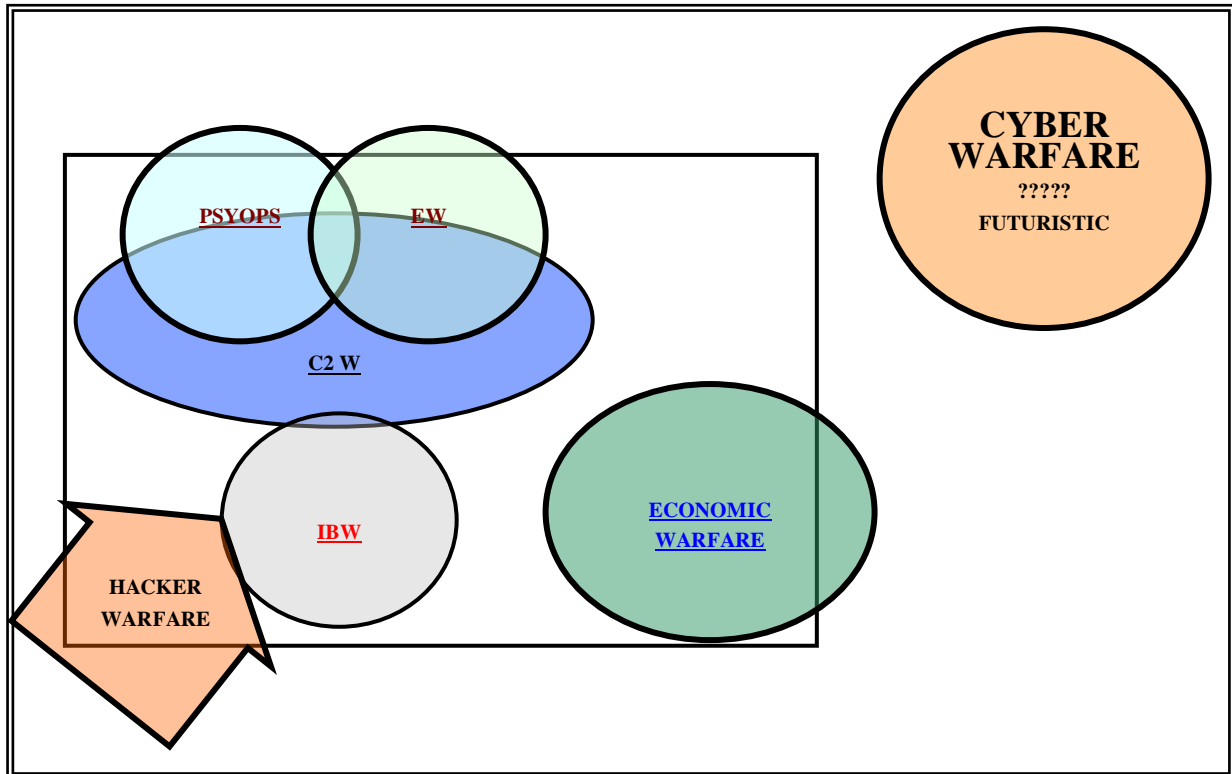 CYBER
WARFARE
?????
FUTURISTIC
PSYOPS
EW
C2 W
ECONOMIC
WARFARE
IBW
HACKER
WARFARE